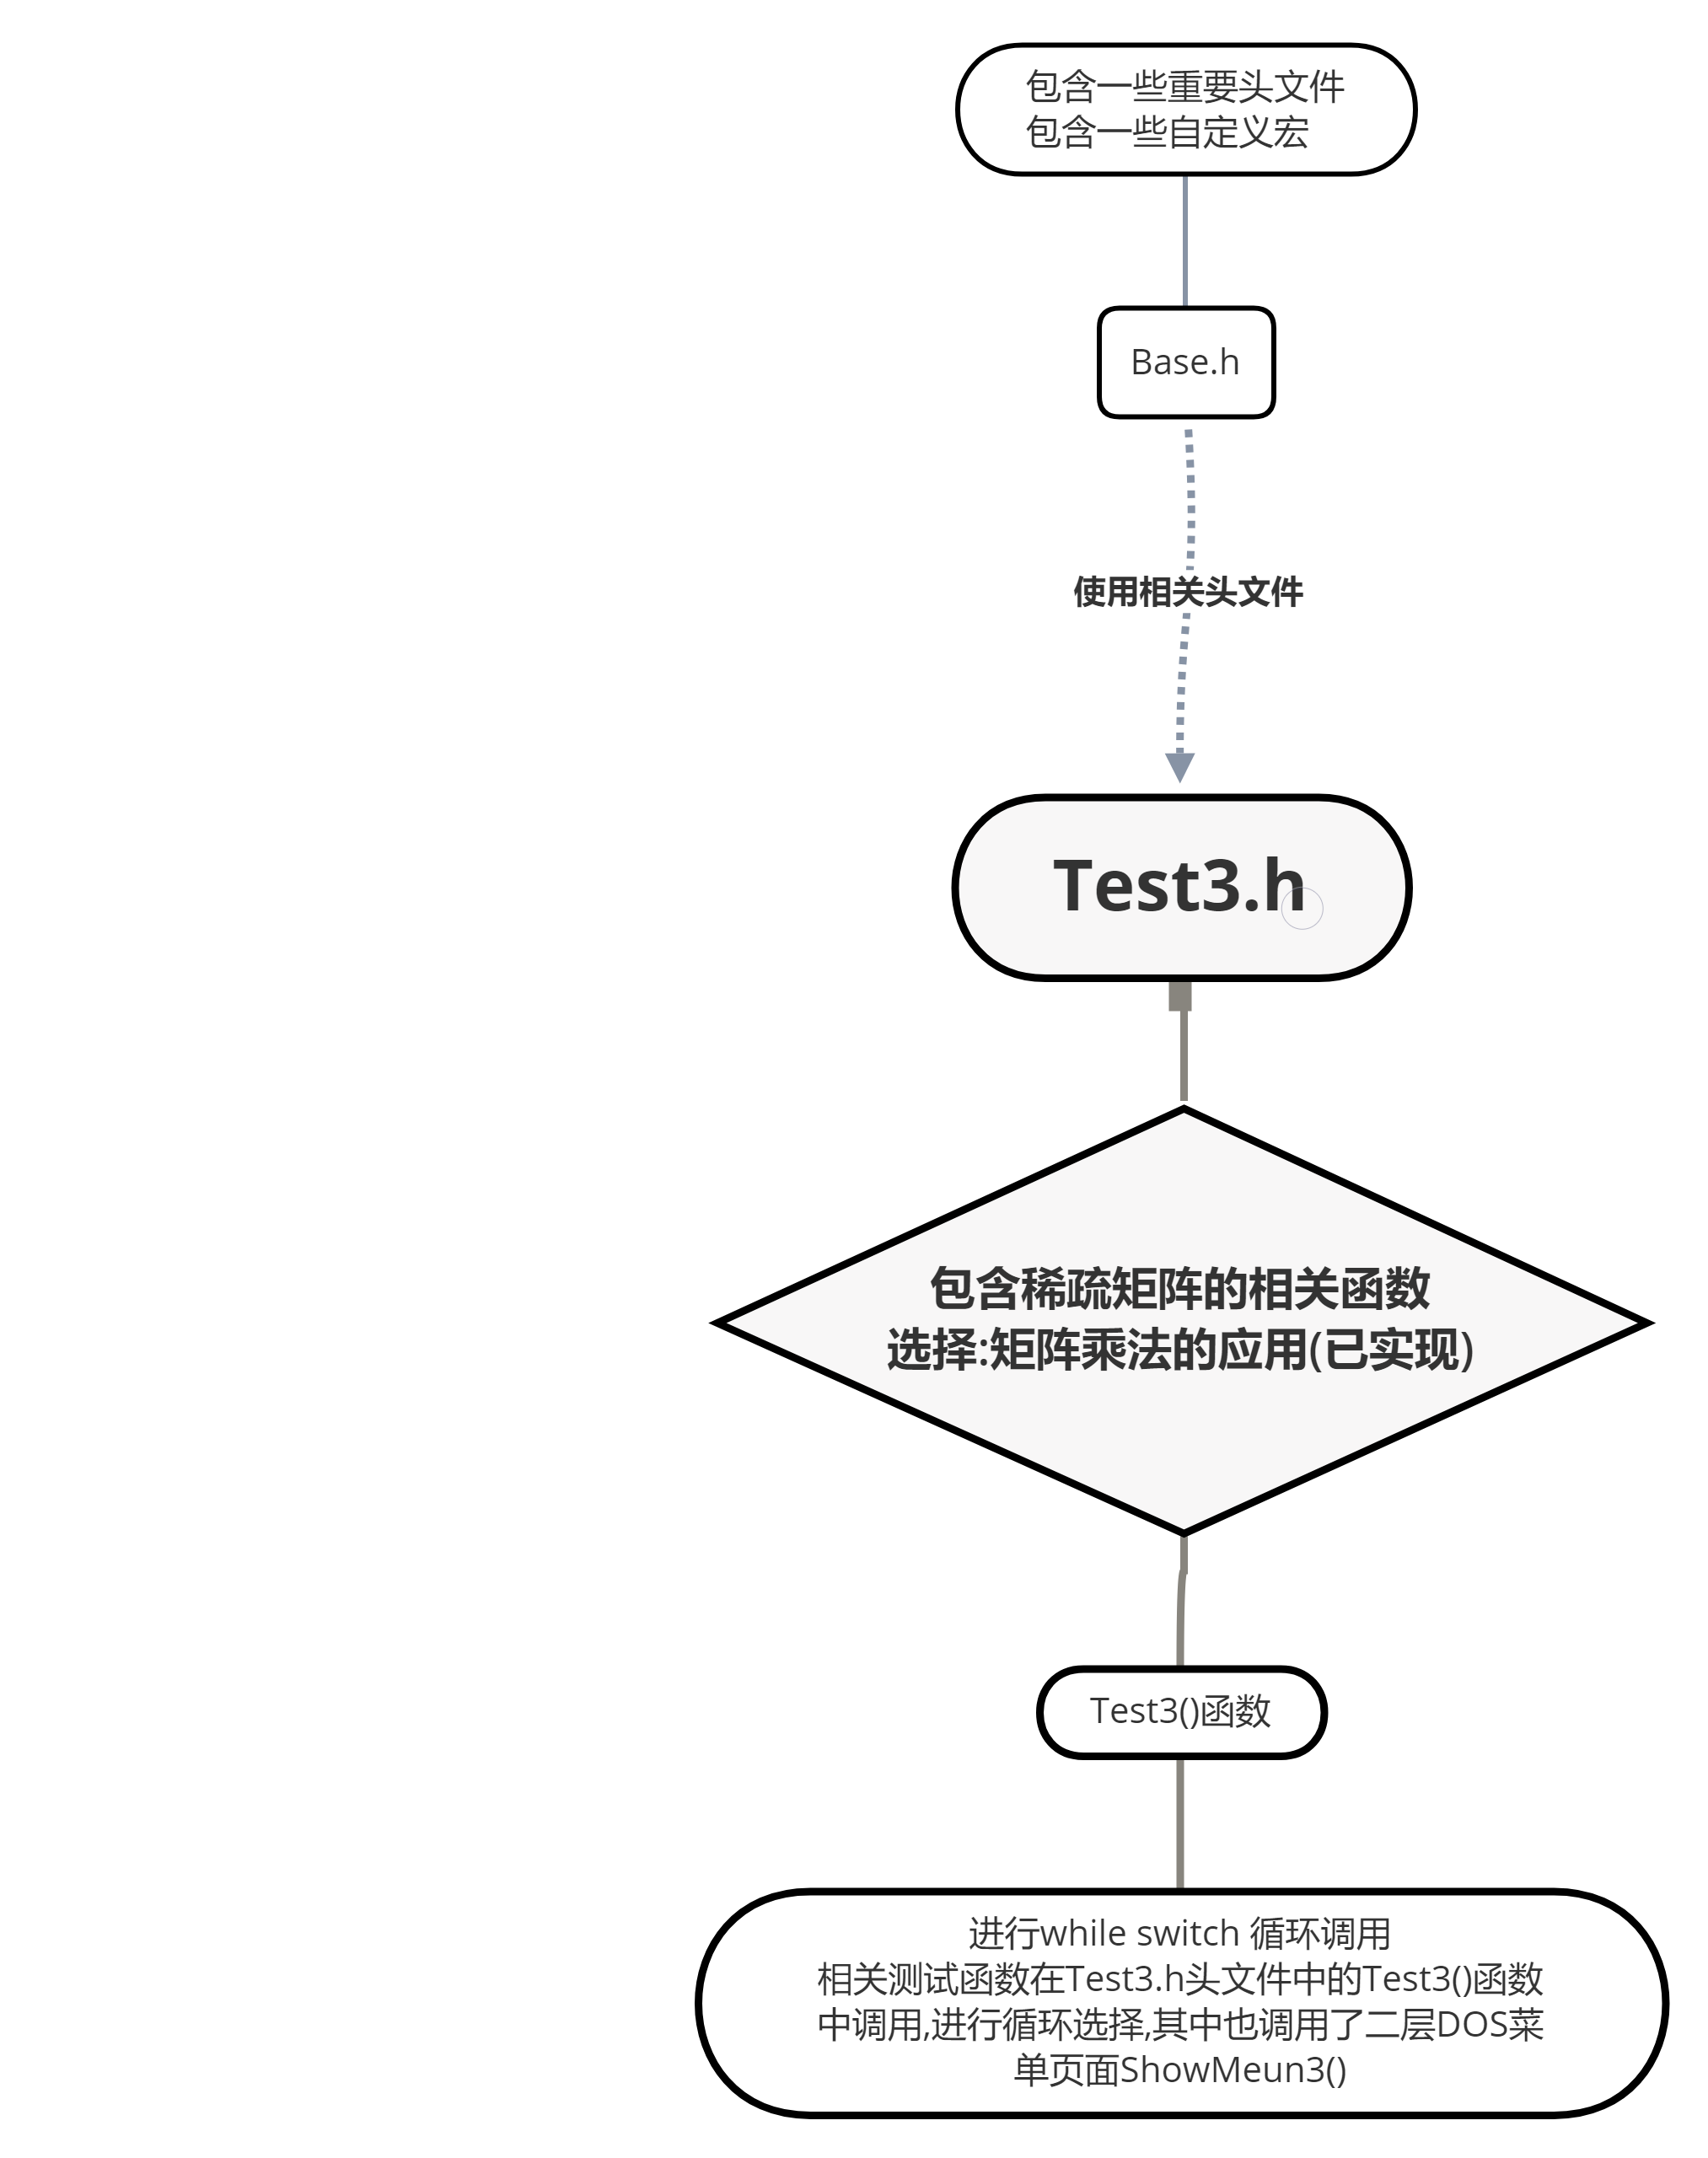 包含一些重要头文件
包含一些自定义宏
Base.h
使用相关头文件
Test3.h
包含稀疏矩阵的相关函数
选择:矩阵乘法的应用(已实现)
Test3()函数
进行while switch 循环调用
相关测试函数在Test3.h头文件中的Test3()函数
中调用,进行循环选择,其中也调用了二层DOS菜
单页面ShowMeun3()